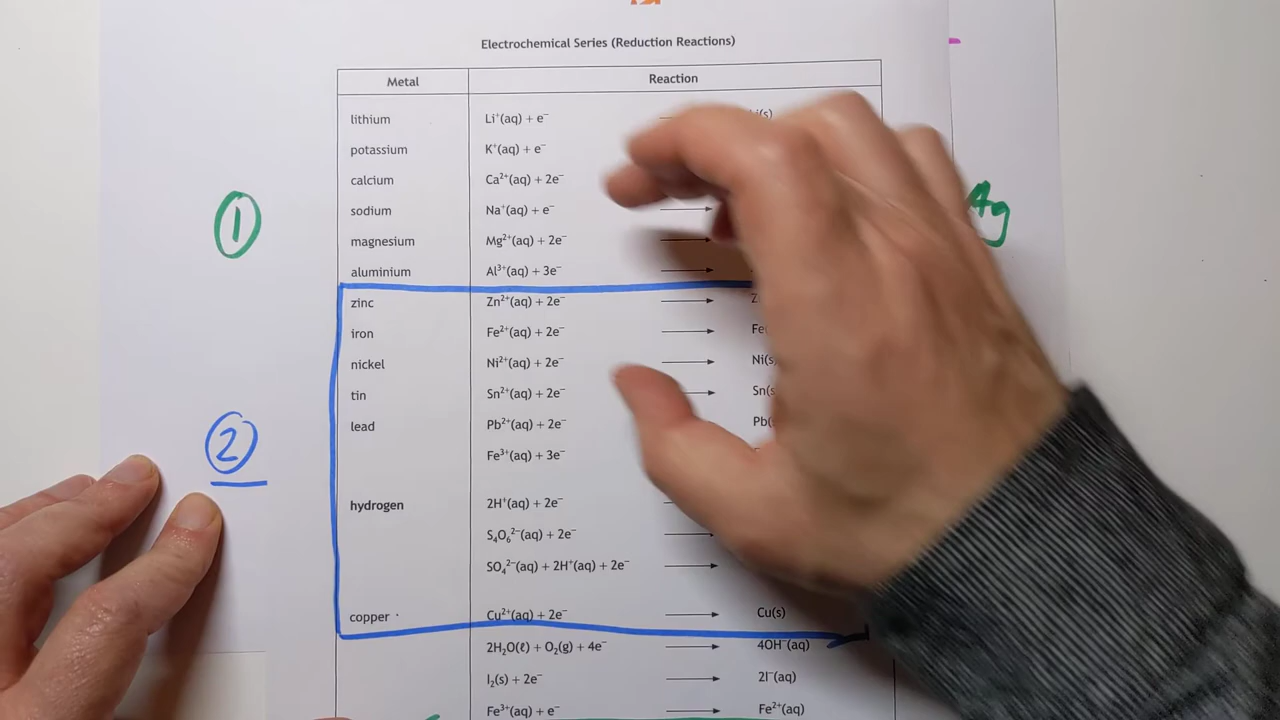 Electrochemical Series (Reduction Reactions)
Metal Reaction
lithium Li⁺(aq) + e⁻ (s)
potassium K⁺(aq) + e⁻
calcium Ca²⁺(aq) + 2e⁻
① sodium Na⁺(aq) + e⁻ → Ag
magnesium Mg²⁺(aq) + 2e⁻ →
aluminium Al³⁺(aq) + 3e⁻ →
zinc Zn²⁺(aq) + 2e⁻ → Z
iron Fe²⁺(aq) + 2e⁻ → Fe(
nickel Ni²⁺(aq) + 2e⁻ → Ni(s
tin Sn²⁺(aq) + 2e⁻ → Sn(s
lead Pb²⁺(aq) + 2e⁻ Pb(
② Fe³⁺(aq) + 3e⁻
hydrogen 2H⁺(aq) + 2e⁻
S₄O₆²⁻(aq) + 2e⁻ →
SO₄²⁻(aq) + 2H⁺(aq) + 2e⁻ →
copper Cu²⁺(aq) + 2e⁻ → Cu(s)
2H₂O(ℓ) + O₂(g) + 4e⁻ → 4OH⁻(aq)
I₂(s) + 2e⁻ → 2I⁻(aq)
Fe³⁺(aq) + e⁻ → Fe²⁺(aq)